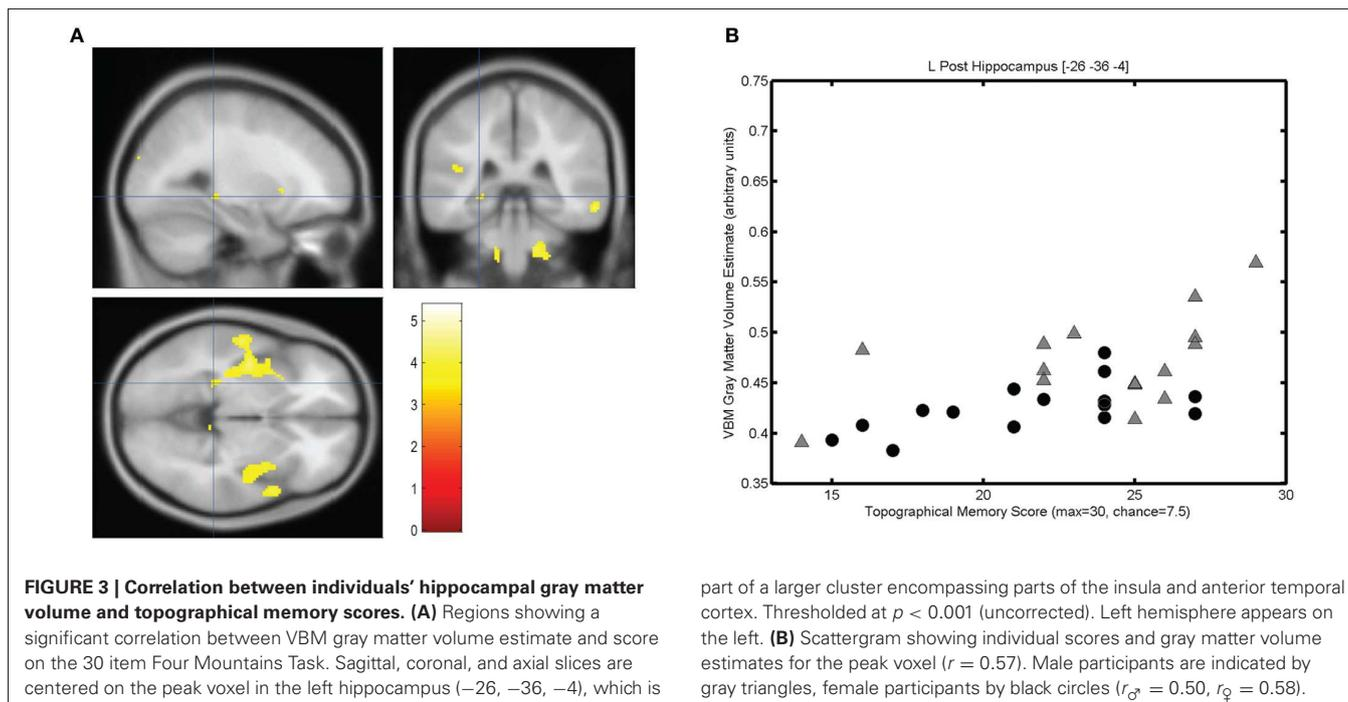 A
5
4
3
2
1
0
B
L Post Hippocampus [-26 -36 -4]
VBM Gray Matter Volume Estimate (arbitrary units)
0.75
0.7
0.65
0.6
0.55
0.5
0.45
0.4
0.35
15 20 25 30
Topographical Memory Score (max=30, chance=7.5)
FIGURE 3 | Correlation between individuals’ hippocampal gray matter
volume and topographical memory scores. (A) Regions showing a
significant correlation between VBM gray matter volume estimate and score
on the 30 item Four Mountains Task. Sagittal, coronal, and axial slices are
centered on the peak voxel in the left hippocampus (−26, −36, −4), which is
part of a larger cluster encompassing parts of the insula and anterior temporal
cortex. Thresholded at p < 0.001 (uncorrected). Left hemisphere appears on
the left. (B) Scattergram showing individual scores and gray matter volume
estimates for the peak voxel (r = 0.57). Male participants are indicated by
gray triangles, female participants by black circles (r♂ = 0.50, r♀ = 0.58).